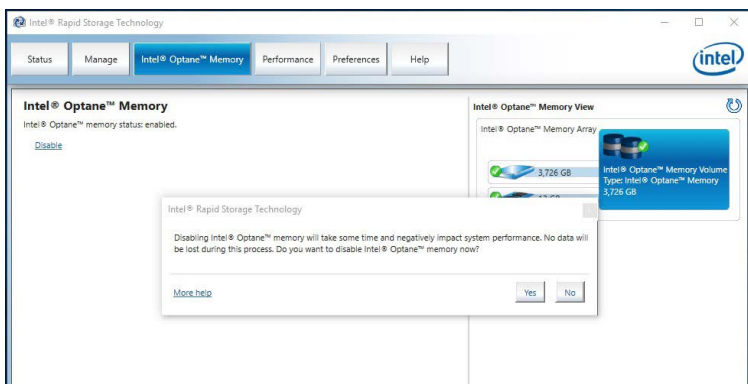 Intel® Rapid Storage Technology
Status
Manage
Intel® Optane™ Memory
Performance
Preferences
Help
intel
Intel® Optane™ Memory
Intel® Optane™ memory status: enabled.
Disable
Intel® Optane™ Memory View
Intel® Optane™ Memory Array
3,726 GB
Intel® Optane™ Memory Volume
Type: Intel® Optane™ Memory
3,726 GB
Intel® Rapid Storage Technology
Disabling Intel® Optane™ memory will take some time and negatively impact system performance. No data will
be lost during this process. Do you want to disable Intel® Optane™ memory now?
More help
Yes
No